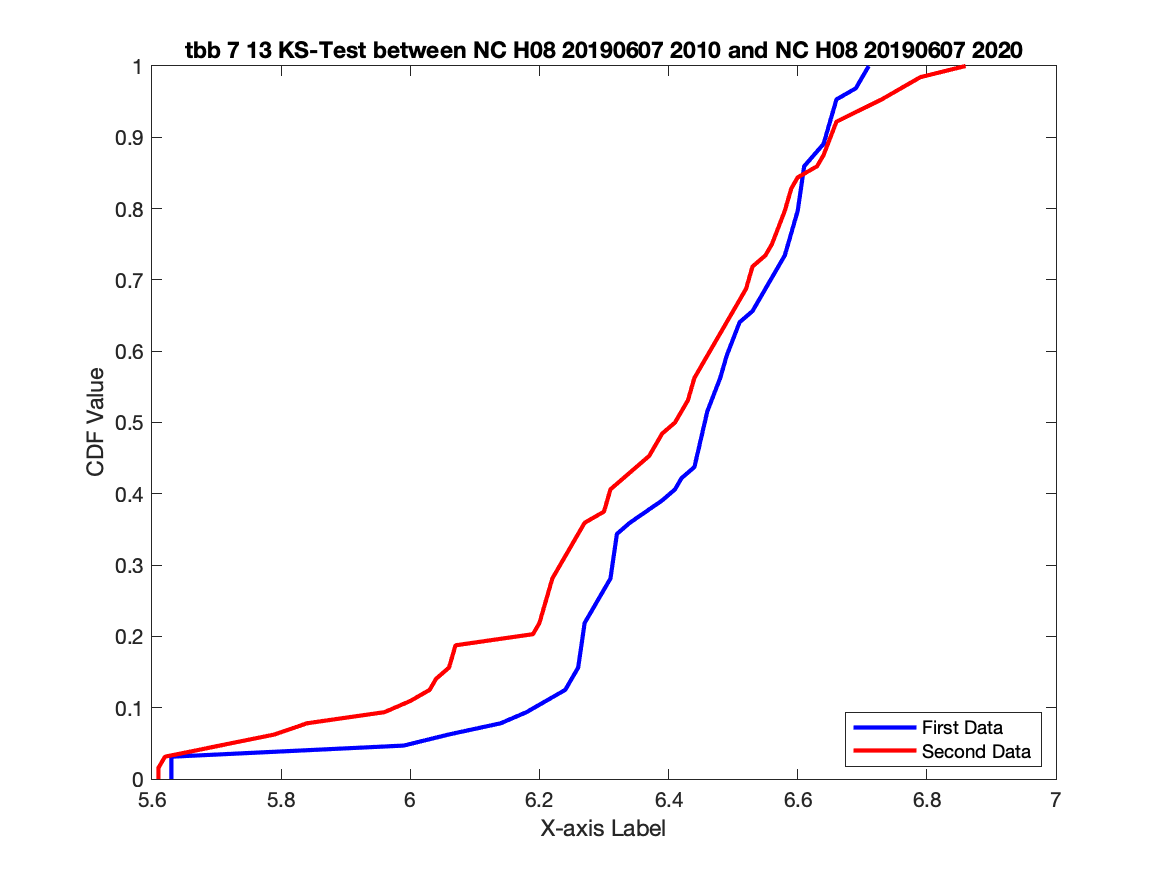 tbb 7 13 KS-Test between NC H08 20190607 2010 and NC H08 20190607 2020
1
0.9
0.8
0.7
0.6
0.5
0.4
0.3
0.2
0.1
0
CDF Value
5.6 5.8 6 6.2 6.4 6.6 6.8 7
X-axis Label
First Data
Second Data